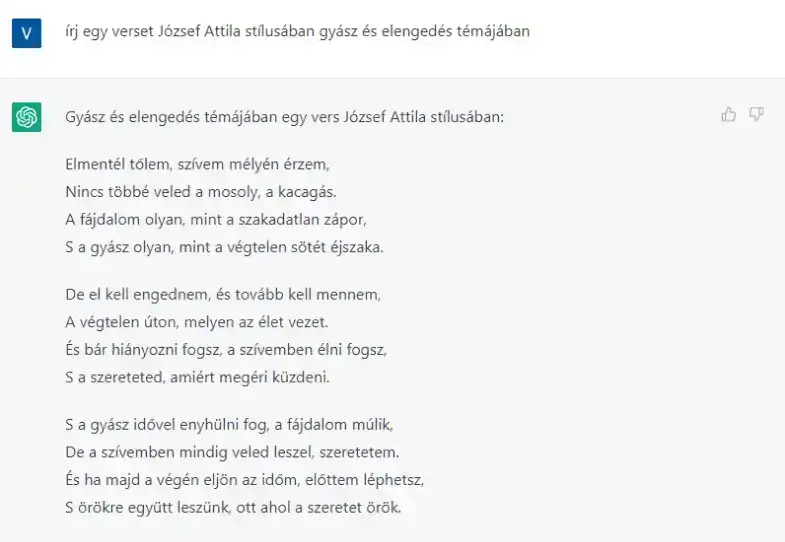 V
írj egy verset József Attila stílusában gyász és elengedés témájában
Gyász és elengedés témájában egy vers József Attila stílusában:
Elmentél tőlem, szívem mélyén érzem,
Nincs többé veled a mosoly, a kacagás.
A fájdalom olyan, mint a szakadatlan zápor,
S a gyász olyan, mint a végtelen sötét éjszaka.
De el kell engednem, és tovább kell mennem,
A végtelen úton, melyen az élet vezet.
És bár hiányozni fogsz, a szívemben élni fogsz,
S a szereteted, amiért megéri küzdeni.
S a gyász idővel enyhülni fog, a fájdalom múlik,
De a szívemben mindig veled leszel, szeretetem.
És ha majd a végén eljön az időm, előttem léphetsz,
S örökre együtt leszünk, ott ahol a szeretet örök.